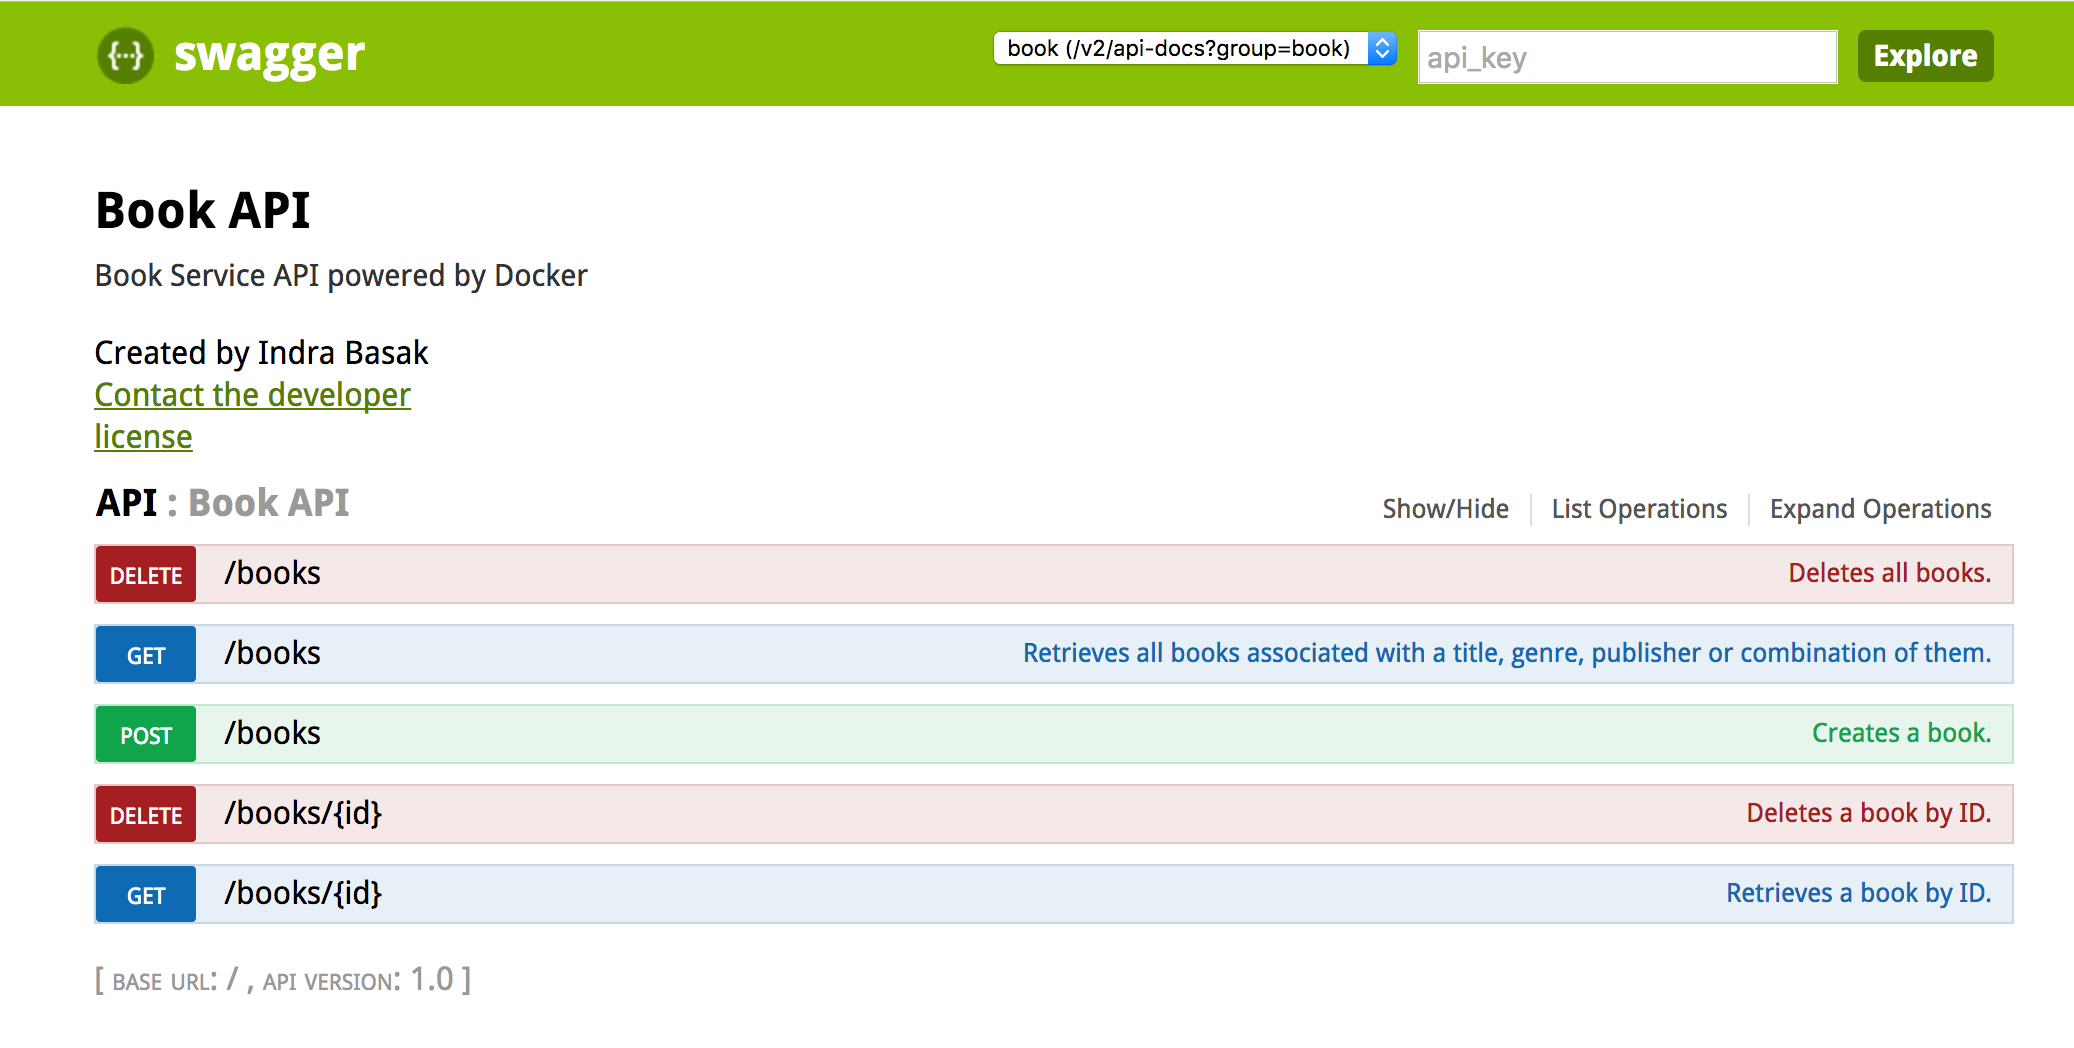 {···} swagger book (/v2/api-docs?group=book) api_key Explore
Book API
Book Service API powered by Docker
Created by Indra Basak
Contact the developer
license
API : Book API Show/Hide List Operations Expand Operations
DELETE /books Deletes all books.
GET /books Retrieves all books associated with a title, genre, publisher or combination of them.
POST /books Creates a book.
DELETE /books/{id} Deletes a book by ID.
GET /books/{id} Retrieves a book by ID.
[ BASE URL: / , API VERSION: 1.0 ]